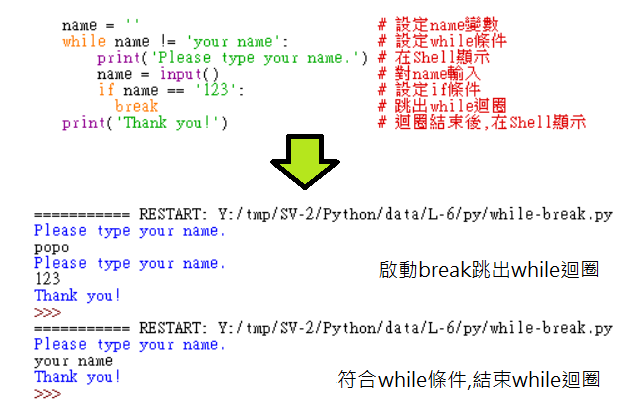 name = '' # 設定name變數
while name != 'your name': # 設定while條件
print('Please type your name.') # 在Shell顯示
name = input() # 對name輸入
if name == '123': # 設定if條件
break # 跳出while迴圈
print('Thank you!') # 迴圈結束後,在Shell顯示
=========== RESTART: Y:/tmp/SV-2/Python/data/L-6/py/while-break.py
Please type your name.
popo
Please type your name.
123
Thank you!
>>>
啟動break跳出while迴圈
=========== RESTART: Y:/tmp/SV-2/Python/data/L-6/py/while-break.py
Please type your name.
your name
Thank you!
>>>
符合while條件,結束while迴圈